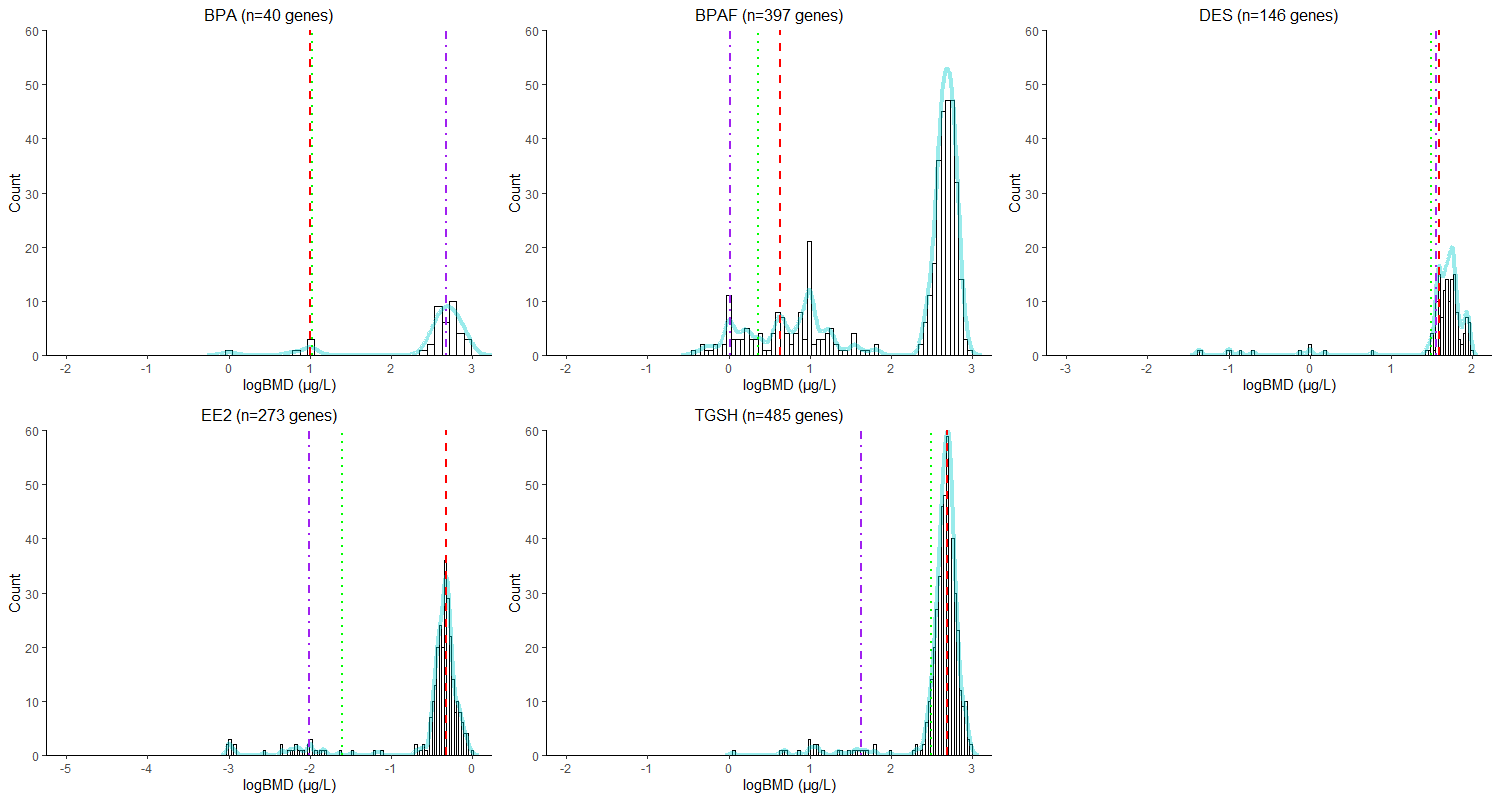 BPA (n=40 genes)
60
50
40
30
20
10
0
Count
-2 -1 0 1 2 3
logBMD (µg/L)
BPAF (n=397 genes)
60
50
40
30
20
10
0
Count
-2 -1 0 1 2 3
logBMD (µg/L)
DES (n=146 genes)
60
50
40
30
20
10
0
Count
-3 -2 -1 0 1 2
logBMD (µg/L)
EE2 (n=273 genes)
60
50
40
30
20
10
0
Count
-5 -4 -3 -2 -1 0
logBMD (µg/L)
TGSH (n=485 genes)
60
50
40
30
20
10
0
Count
-2 -1 0 1 2 3
logBMD (µg/L)